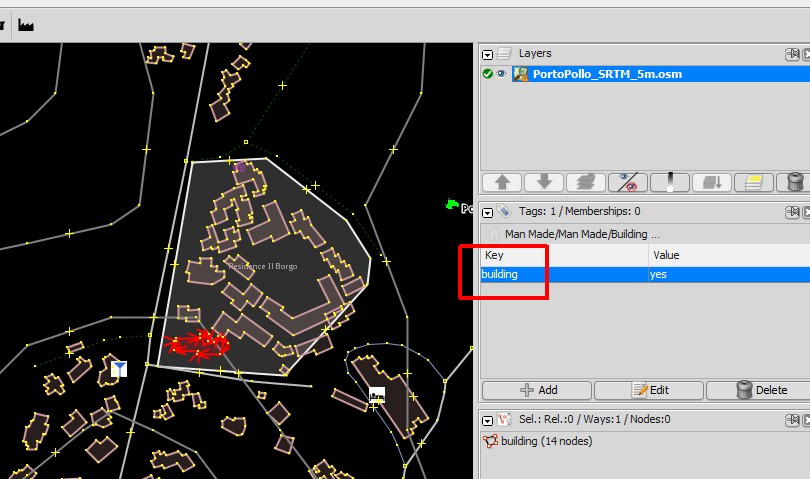 Layers
PortoPollo_SRTM_5m.osm
Tags: 1 / Memberships: 0
Man Made/Man Made/Building ...
Key Value
building yes
Add Edit Delete
Sel.: Rel.:0 / Ways:1 / Nodes:0
building (14 nodes)
Residence Il Borgo
Po